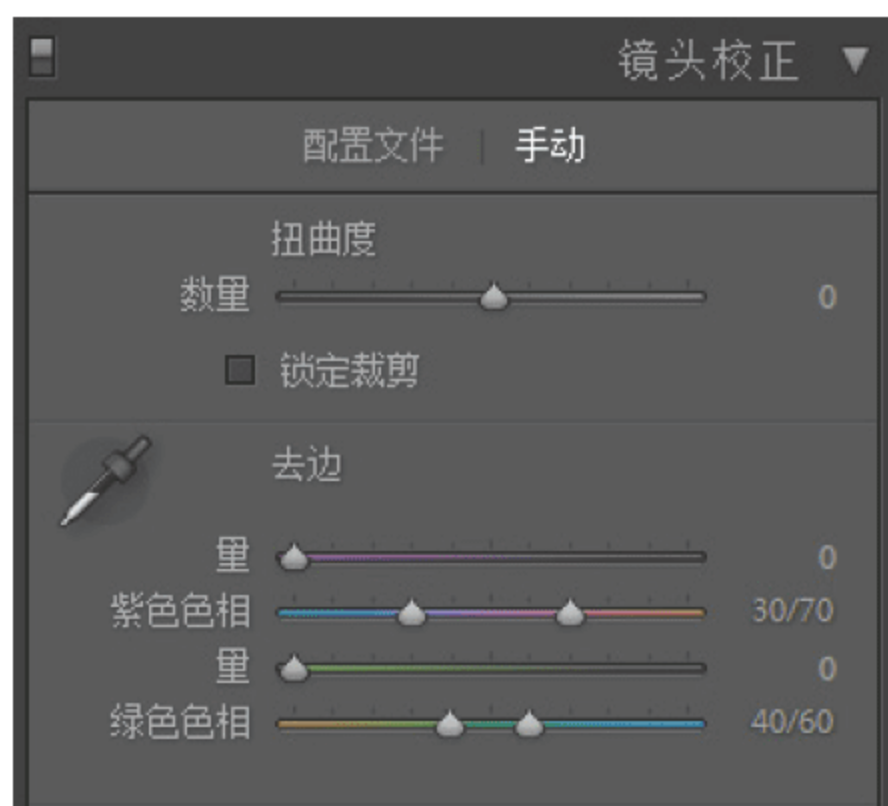 镜头校正
配置文件 | 手动
扭曲度
数量 0
锁定裁剪
去边
量 0
紫色色相 30/70
量 0
绿色色相 40/60